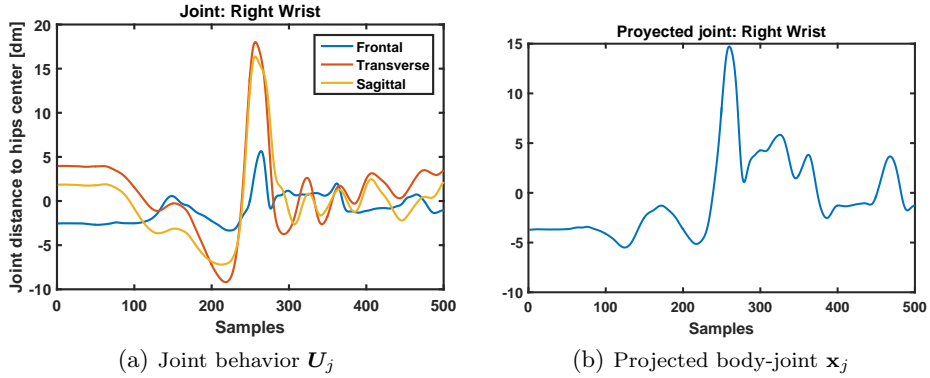 Joint: Right Wrist
Joint distance to hips center [dm]
20
15
10
5
0
-5
-10
Frontal
Transverse
Sagittal
0 100 200 300 400 500
Samples
(a) Joint behavior U_j
Proyected joint: Right Wrist
15
10
5
0
-5
-10
0 100 200 300 400 500
Samples
(b) Projected body-joint x_j